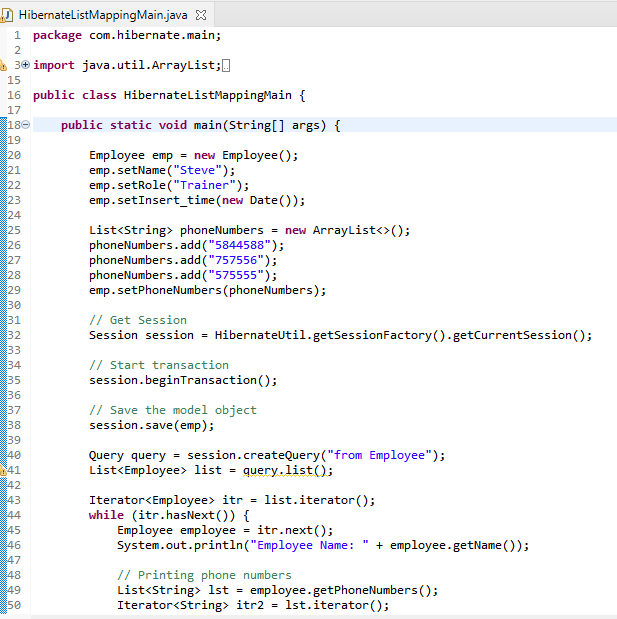 HibernateListMappingMain.java
1 package com.hibernate.main;
2
3 import java.util.ArrayList;
15
16 public class HibernateListMappingMain {
17
18 public static void main(String[] args) {
19
20 Employee emp = new Employee();
21 emp.setName("Steve");
22 emp.setRole("Trainer");
23 emp.setInsert_time(new Date());
24
25 List<String> phoneNumbers = new ArrayList<>();
26 phoneNumbers.add("5844588");
27 phoneNumbers.add("757556");
28 phoneNumbers.add("575555");
29 emp.setPhoneNumbers(phoneNumbers);
30
31 // Get Session
32 Session session = HibernateUtil.getSessionFactory().getCurrentSession();
33
34 // Start transaction
35 session.beginTransaction();
36
37 // Save the model object
38 session.save(emp);
39
40 Query query = session.createQuery("from Employee");
41 List<Employee> list = query.list();
42
43 Iterator<Employee> itr = list.iterator();
44 while (itr.hasNext()) {
45 Employee employee = itr.next();
46 System.out.println("Employee Name: " + employee.getName());
47
48 // Printing phone numbers
49 List<String> lst = employee.getPhoneNumbers();
50 Iterator<String> itr2 = lst.iterator();